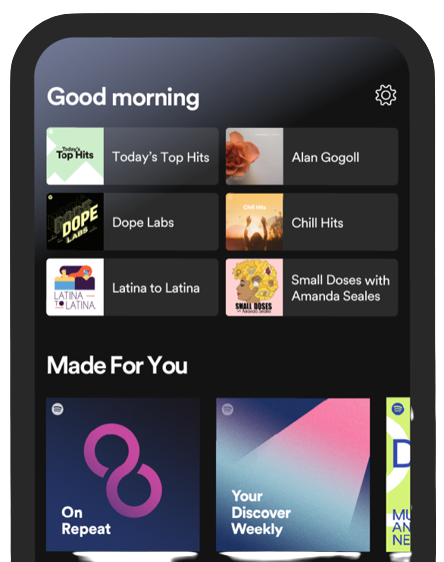 Good morning
Today's
Top Hits
Today's Top Hits
Alan Gogoll
DOPE
LABS
Dope Labs
Chill Hits
Chill Hits
LATINA
TO LATINA
Latina to Latina
SMALL DOSES
Small Doses with
Amanda Seales
Made For You
On
Repeat
Your
Discover
Weekly
D
MU
AN
NE